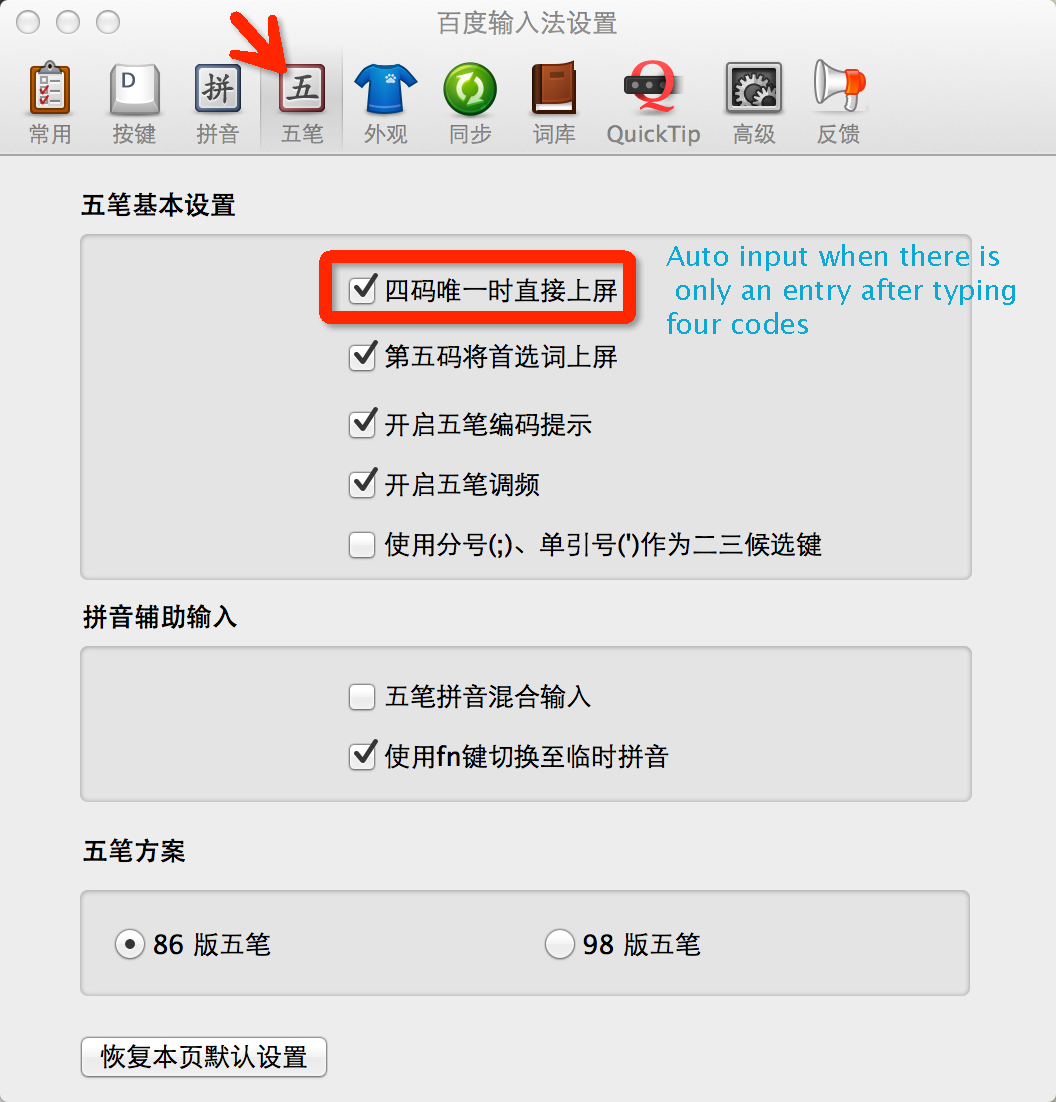 百度输入法设置
D
拼
五
Q
常用
按键
拼音
五笔
外观
同步
词库
QuickTip
高级
反馈
五笔基本设置
四码唯一时直接上屏
Auto input when there is
only an entry after typing
four codes
第五码将首选词上屏
开启五笔编码提示
开启五笔调频
使用分号(;)、单引号(')作为二三候选键
拼音辅助输入
五笔拼音混合输入
使用fn键切换至临时拼音
五笔方案
86 版五笔
98 版五笔
恢复本页默认设置